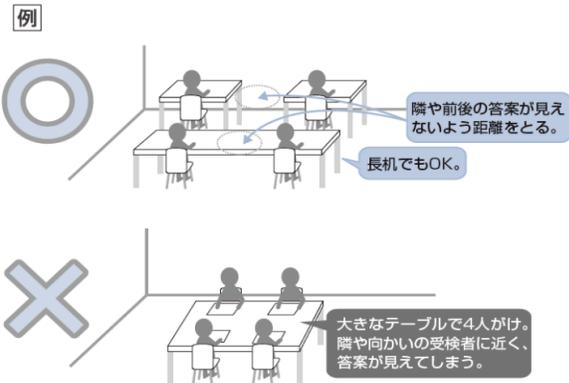 例
隣や前後の答案が見え
ないよう距離をとる。
長机でもOK。
大きなテーブルで4人がけ。
隣や向かいの受検者に近く、
答案が見えてしまう。